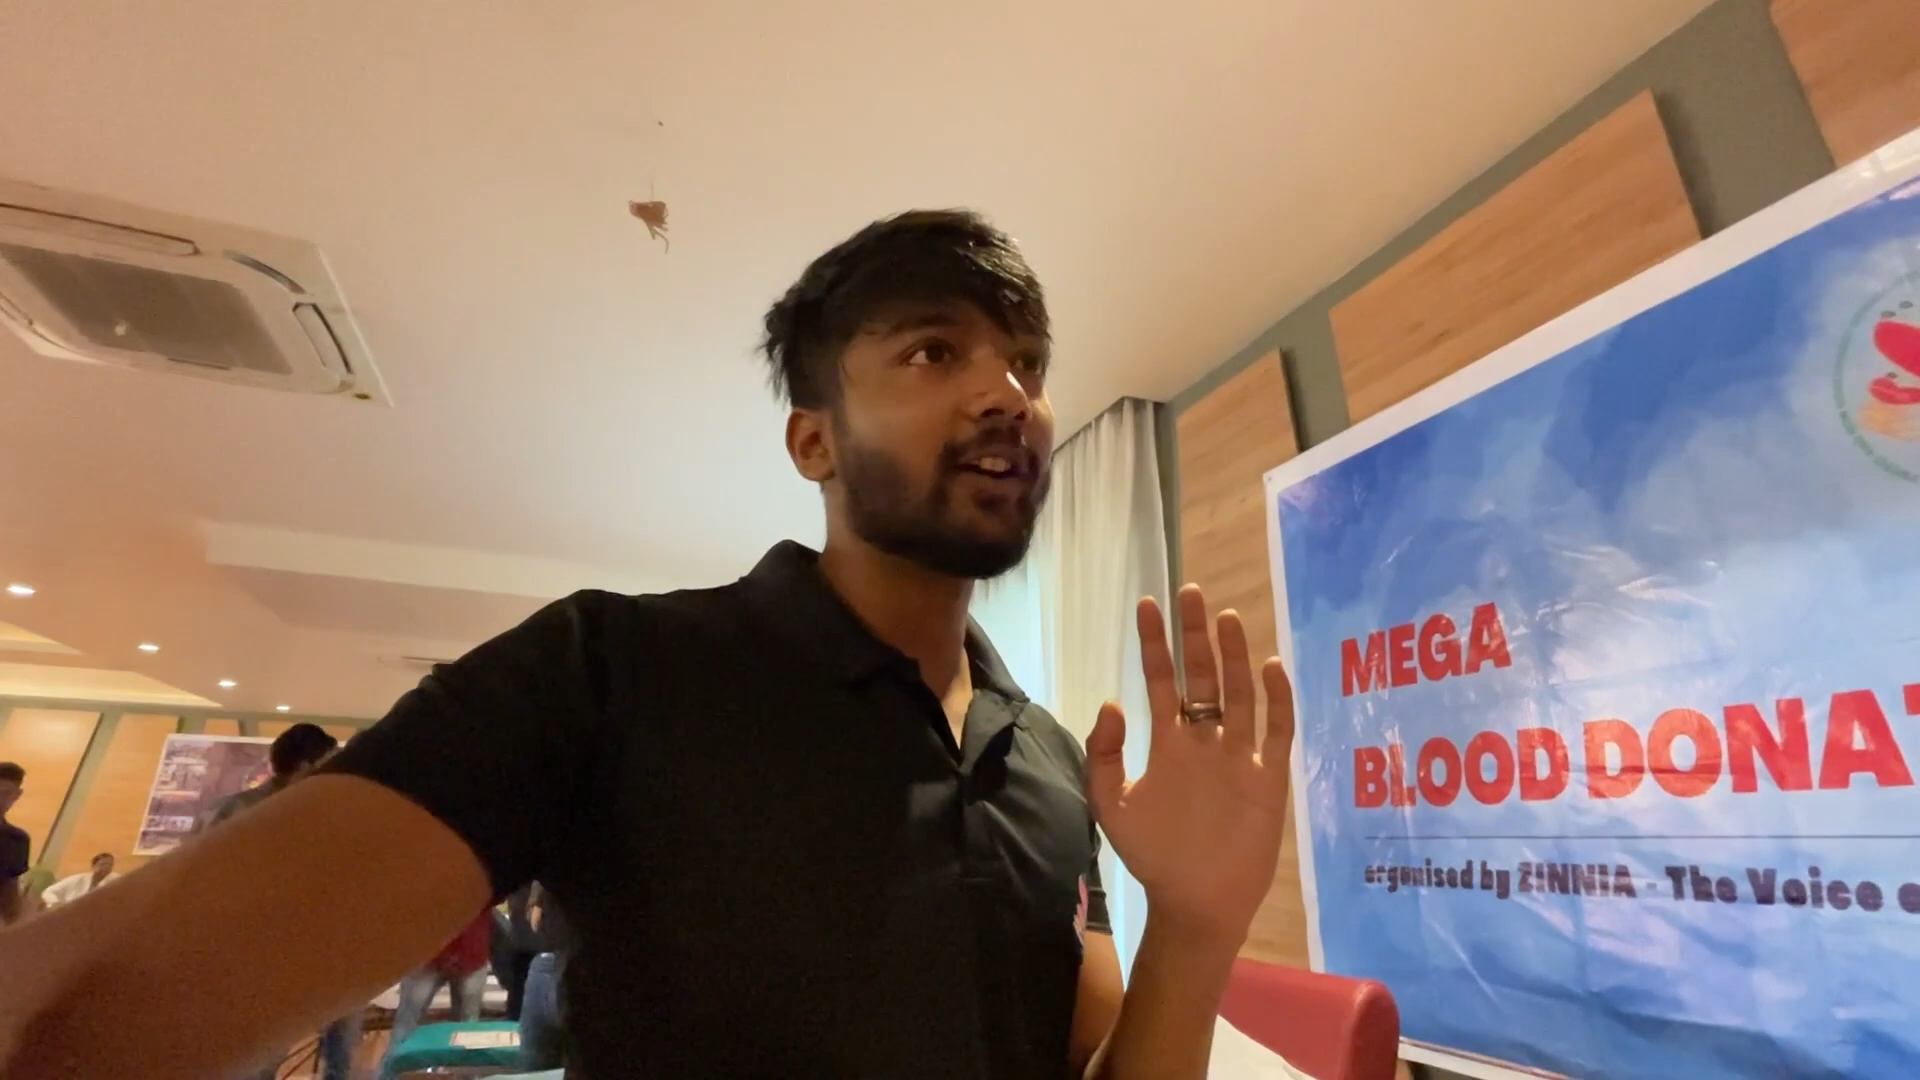 MEGA
BLOOD DONAT
organised by ZINNIA - The Voice o